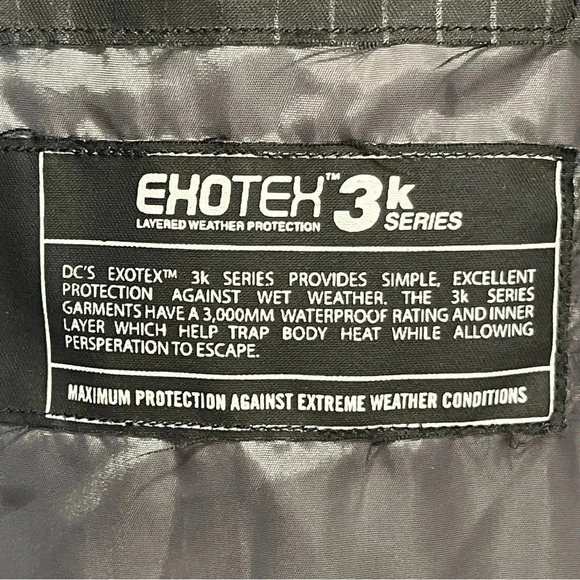 EXOTEX™ 3k SERIES
LAYERED WEATHER PROTECTION
DC'S EXOTEX™ 3k SERIES PROVIDES SIMPLE, EXCELLENT
PROTECTION AGAINST WET WEATHER. THE 3k SERIES
GARMENTS HAVE A 3,000MM WATERPROOF RATING AND INNER
LAYER WHICH HELP TRAP BODY HEAT WHILE ALLOWING
PERSPERATION TO ESCAPE.
MAXIMUM PROTECTION AGAINST EXTREME WEATHER CONDITIONS